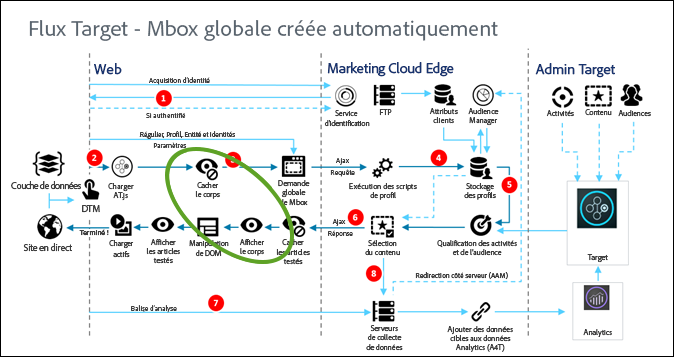 Flux Target - Mbox globale créée automatiquement
Web
Marketing Cloud Edge
Admin Target
Acquisition d'identité
1
Si authentifié
Service
d'identification
FTP
Attributs
clients
Audience
Manager
Activités
Contenu
Audiences
Régulier, Profil, Entité et Identités
Paramètres
2
4
Ajax
Requête
Couche de données
DTM
Charger
AT.js
Cacher
le corps
Demande
globale
de Mbox
Exécution des scripts
de profil
Stockage
des profils
5
6
Ajax
Réponse
Site en direct
Terminé !
Charger
actifs
Afficher
les articles
testés
Manipulation
de DOM
Afficher
le corps
Cacher
les articles
testés
Sélection
du contenu
Qualification des activités
et de l'audience
Target
8
Redirection côté serveur (AAM)
7
Balise d'analyse
Serveurs
de collecte
de données
Ajouter des données
cibles aux données
Analytics (A4T)
Analytics